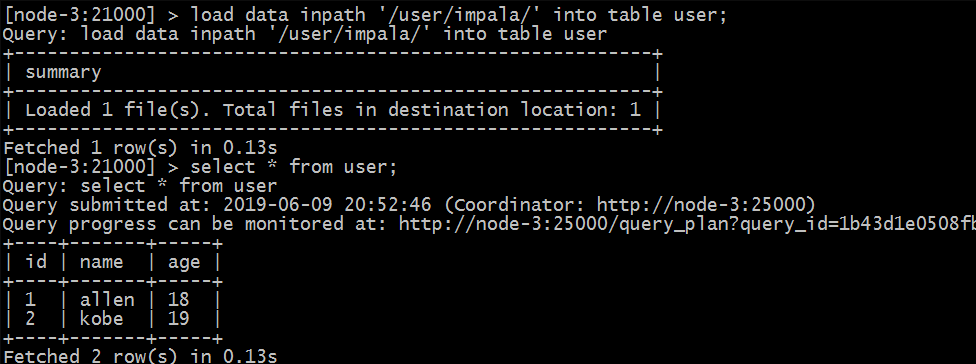 [node-3:21000] > load data inpath '/user/impala/' into table user;
Query: load data inpath '/user/impala/' into table user
+-----------------------------------------------------------------+
| summary                                                         |
+-----------------------------------------------------------------+
| Loaded 1 file(s). Total files in destination location: 1 |
+-----------------------------------------------------------------+
Fetched 1 row(s) in 0.13s
[node-3:21000] > select * from user;
Query: select * from user
Query submitted at: 2019-06-09 20:52:46 (Coordinator: http://node-3:25000)
Query progress can be monitored at: http://node-3:25000/query_plan?query_id=1b43d1e0508fb
+----+-------+-----+
| id | name  | age |
+----+-------+-----+
| 1  | allen | 18  |
| 2  | kobe  | 19  |
+----+-------+-----+
Fetched 2 row(s) in 0.13s